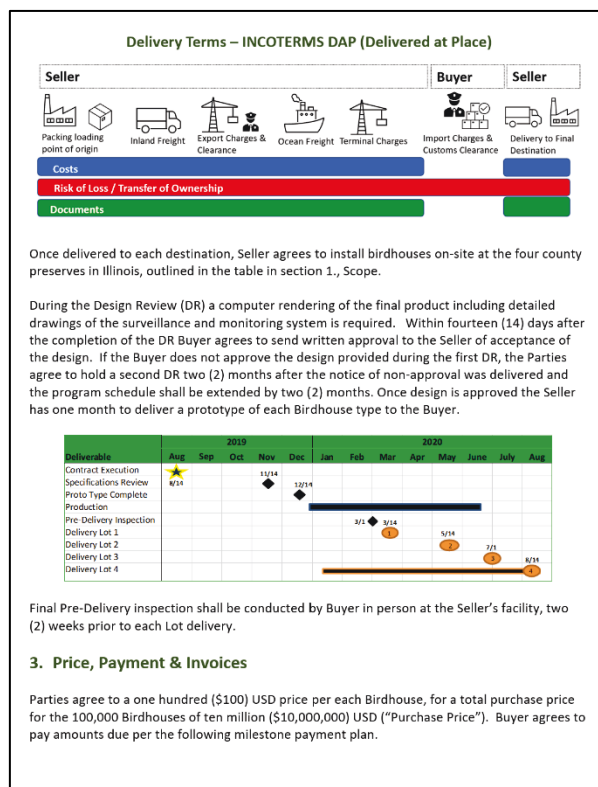 Delivery Terms – INCOTERMS DAP (Delivered at Place)
Seller
Buyer
Seller
Packing loading
point of origin
Inland Freight
Export Charges &
Clearance
Ocean Freight
Terminal Charges
Import Charges &
Customs Clearance
Delivery to Final
Destination
Costs
Risk of Loss / Transfer of Ownership
Documents
Once delivered to each destination, Seller agrees to install birdhouses on-site at the four county
preserves in Illinois, outlined in the table in section 1., Scope.
During the Design Review (DR) a computer rendering of the final product including detailed
drawings of the surveillance and monitoring system is required. Within fourteen (14) days after
the completion of the DR Buyer agrees to send written approval to the Seller of acceptance of
the design. If the Buyer does not approve the design provided during the first DR, the Parties
agree to hold a second DR two (2) months after the notice of non-approval was delivered and
the program schedule shall be extended by two (2) months. Once design is approved the Seller
has one month to deliver a prototype of each Birdhouse type to the Buyer.
2019 2020
Deliverable Aug Sep Oct Nov Dec Jan Feb Mar Apr May June July Aug
Contract Execution
Specifications Review 8/14 11/14
Proto Type Complete 12/14
Production
Pre-Delivery Inspection 3/1 3/14
Delivery Lot 1 1 5/14
Delivery Lot 2 2 7/1
Delivery Lot 3 3 8/14
Delivery Lot 4 4
Final Pre-Delivery inspection shall be conducted by Buyer in person at the Seller's facility, two
(2) weeks prior to each Lot delivery.
3. Price, Payment & Invoices
Parties agree to a one hundred ($100) USD price per each Birdhouse, for a total purchase price
for the 100,000 Birdhouses of ten million ($10,000,000) USD ("Purchase Price"). Buyer agrees to
pay amounts due per the following milestone payment plan.